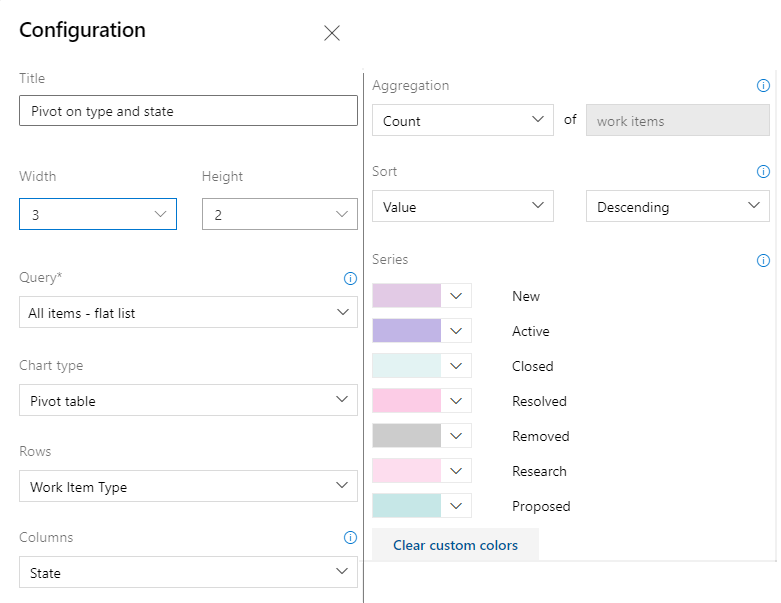 Configuration
Title
Pivot on type and state
Width
Height
3
2
Query*
All items - flat list
Chart type
Pivot table
Rows
Work Item Type
Columns
State
Aggregation
Count
of
work items
Sort
Value
Descending
Series
New
Active
Closed
Resolved
Removed
Research
Proposed
Clear custom colors